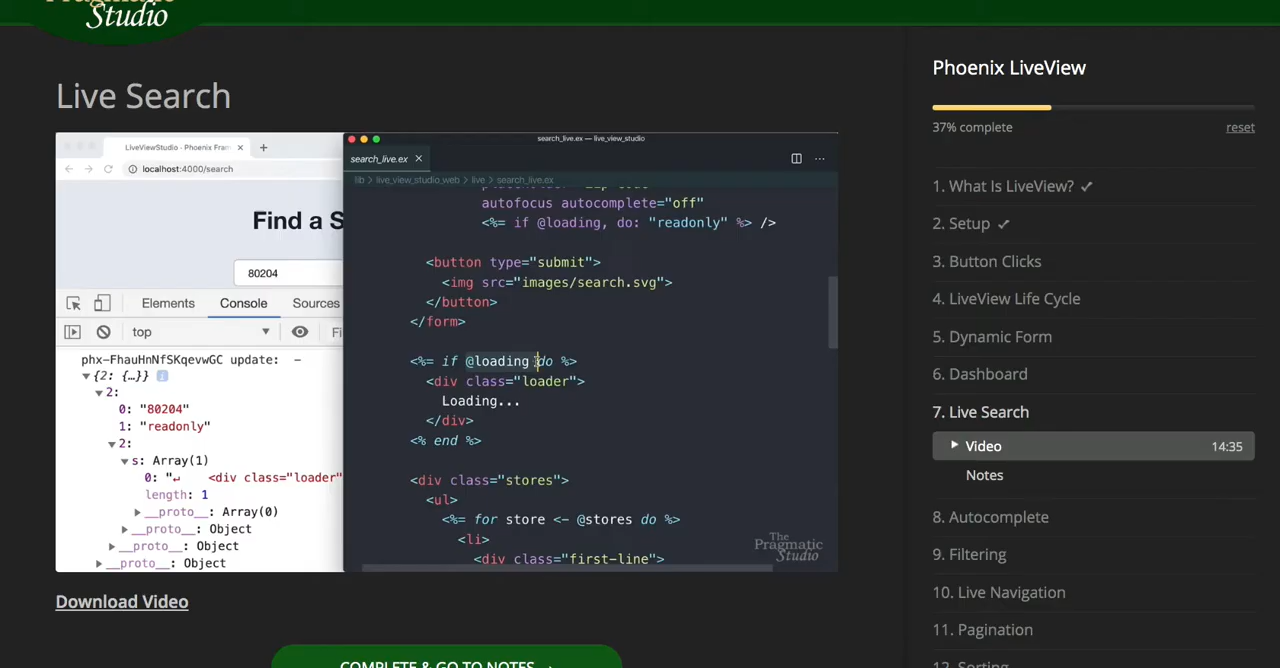 Pragmatic
Studio
Live Search
LiveViewStudio · Phoenix Fram
localhost:4000/search
Find a S
80204
Elements
Console
Sources
top
Fi
phx-FhauHnNfSKqevwGC update:  –
{2: {…}}
2:
0: "80204"
1: "readonly"
2:
s: Array(1)
0: "↵    <div class="loader"
length: 1
__proto__: Array(0)
__proto__: Object
__proto__: Object
__proto__: Object
search_live.ex — live_view_studio
search_live.ex
lib > live_view_studio_web > live > search_live.ex
autofocus autocomplete="off"
<%= if @loading, do: "readonly" %> />
<button type="submit">
<img src="images/search.svg">
</button>
</form>
<%= if @loading do %>
<div class="loader">
Loading...
</div>
<% end %>
<div class="stores">
<ul>
<%= for store <- @stores do %>
<li>
<div class="first-line">
The
Pragmatic
Studio
Download Video
COMPLETE & GO TO NOTES →
Phoenix LiveView
37% complete
reset
1. What Is LiveView? ✓
2. Setup ✓
3. Button Clicks
4. LiveView Life Cycle
5. Dynamic Form
6. Dashboard
7. Live Search
Video 14:35
Notes
8. Autocomplete
9. Filtering
10. Live Navigation
11. Pagination
12. Sorting